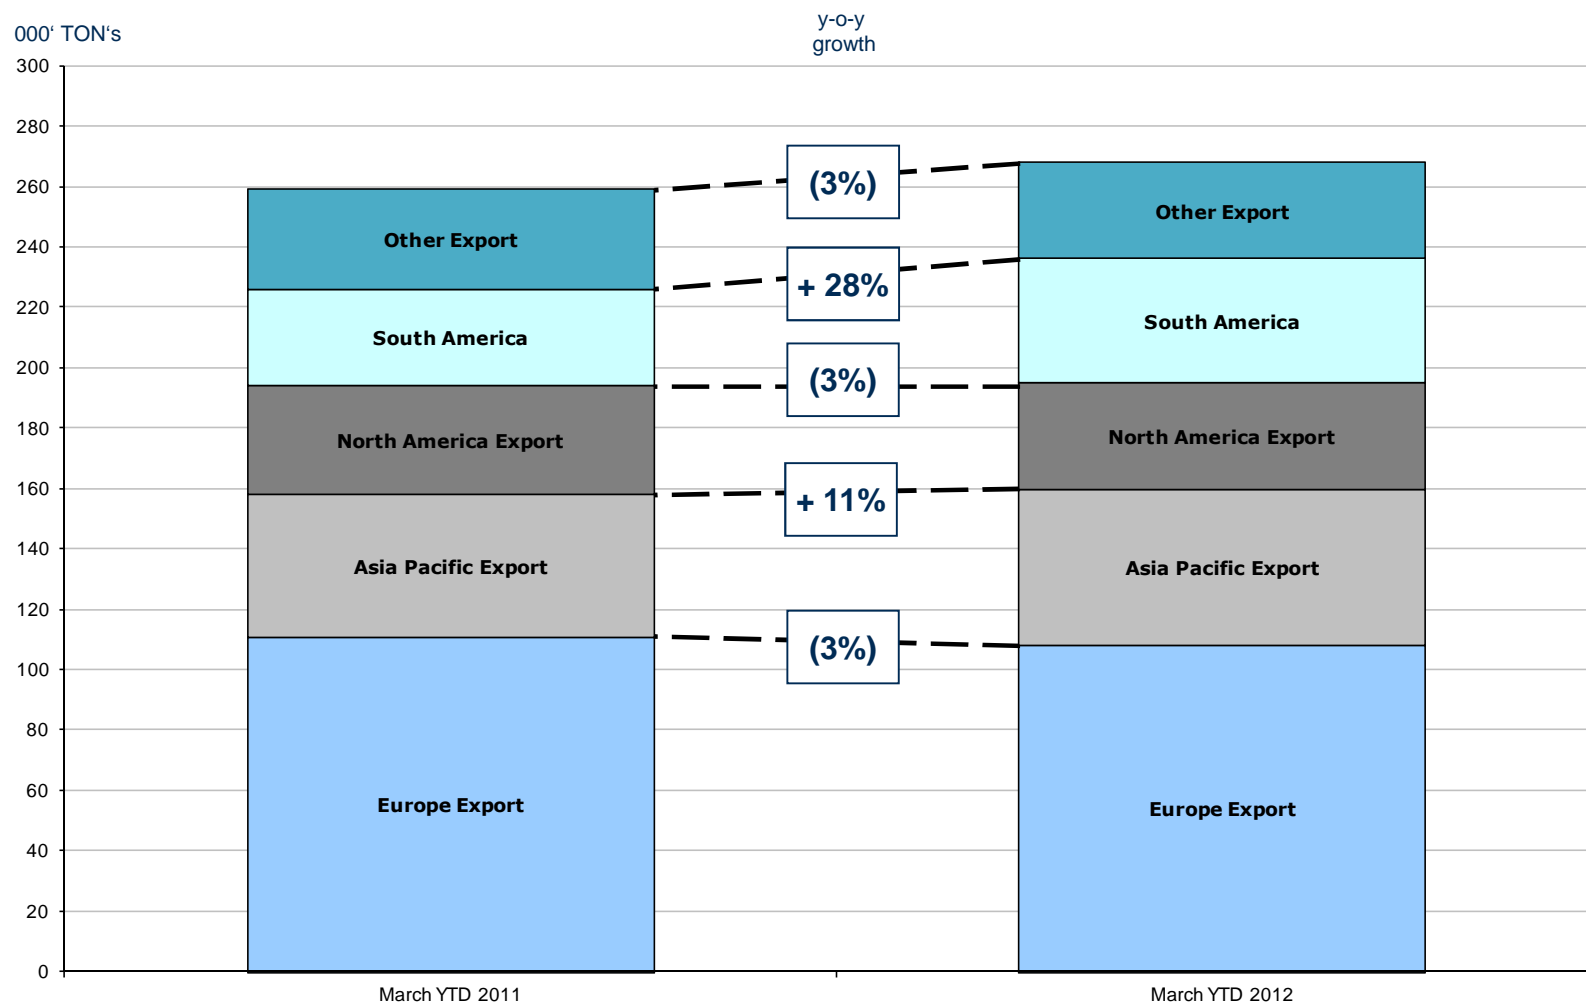 000‘ TON‘s
y-o-y
growth
300
280
260
240
220
200
180
160
140
120
100
80
60
40
20
0
Other Export
South America
North America Export
Asia Pacific Export
Europe Export
(3%)
+ 28%
(3%)
+ 11%
(3%)
Other Export
South America
North America Export
Asia Pacific Export
Europe Export
March YTD 2011
March YTD 2012